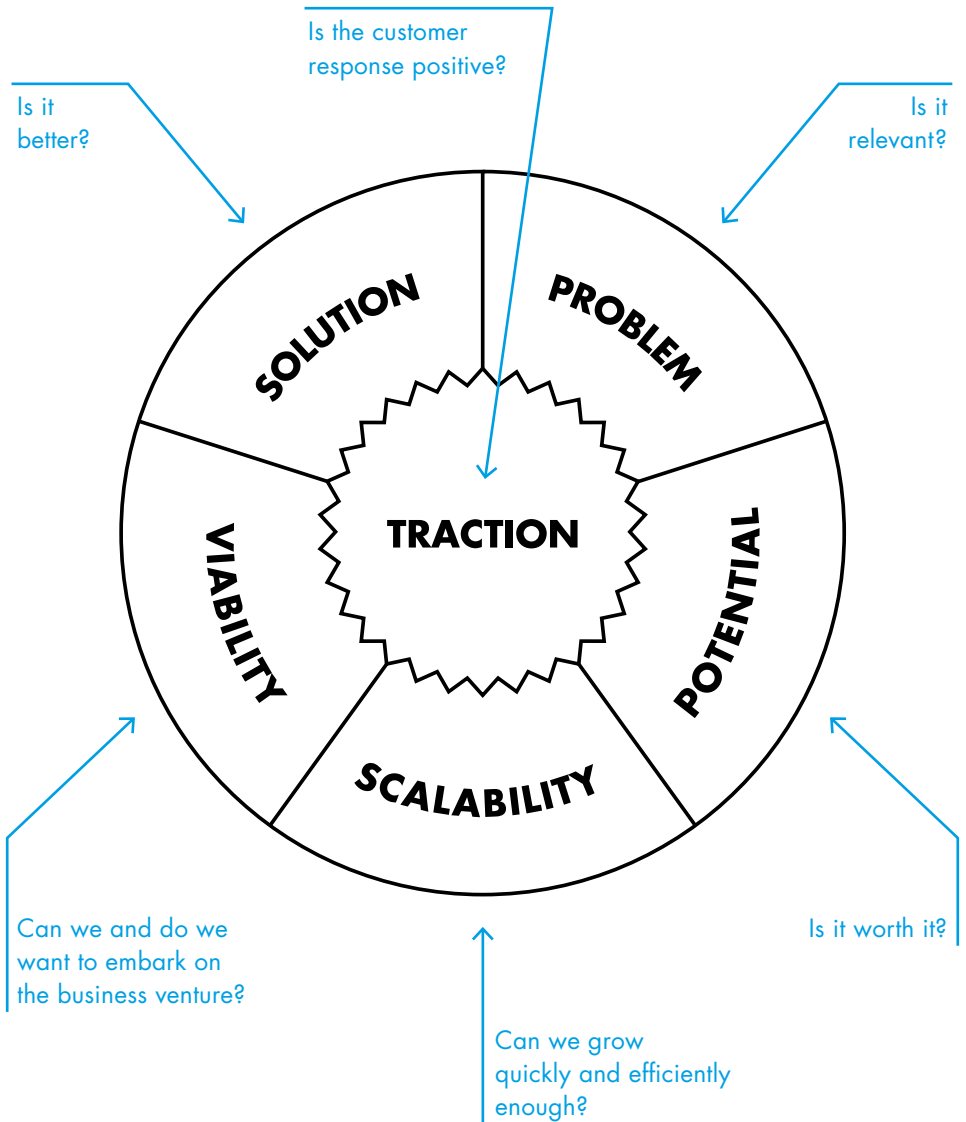 Is the customer
response positive?
Is it
better?
Is it
relevant?
SOLUTION
PROBLEM
TRACTION
VIABILITY
POTENTIAL
SCALABILITY
Can we and do we
want to embark on
the business venture?
Is it worth it?
Can we grow
quickly and efficiently
enough?